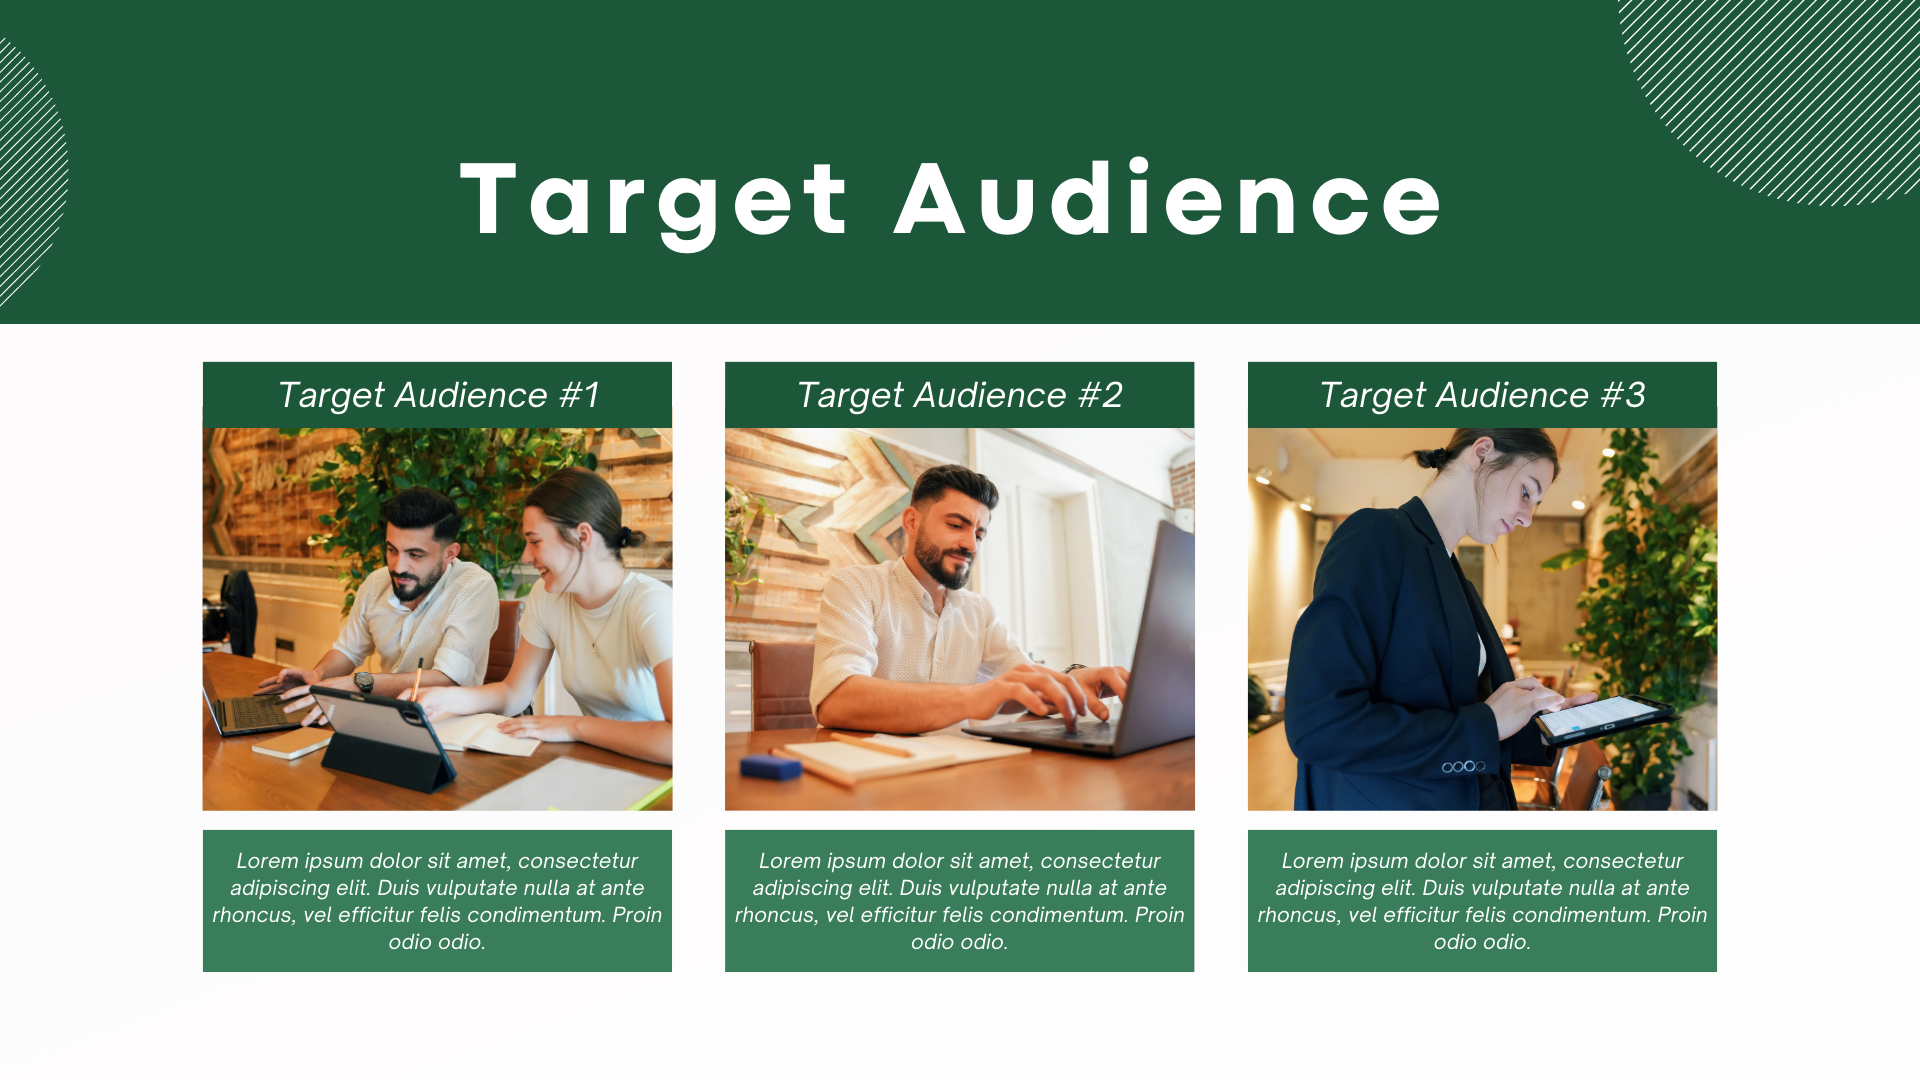 Target Audience
Target Audience #1
Lorem ipsum dolor sit amet, consectetur
adipiscing elit. Duis vulputate nulla at ante
rhoncus, vel efficitur felis condimentum. Proin
odio odio.
Target Audience #2
Lorem ipsum dolor sit amet, consectetur
adipiscing elit. Duis vulputate nulla at ante
rhoncus, vel efficitur felis condimentum. Proin
odio odio.
Target Audience #3
Lorem ipsum dolor sit amet, consectetur
adipiscing elit. Duis vulputate nulla at ante
rhoncus, vel efficitur felis condimentum. Proin
odio odio.